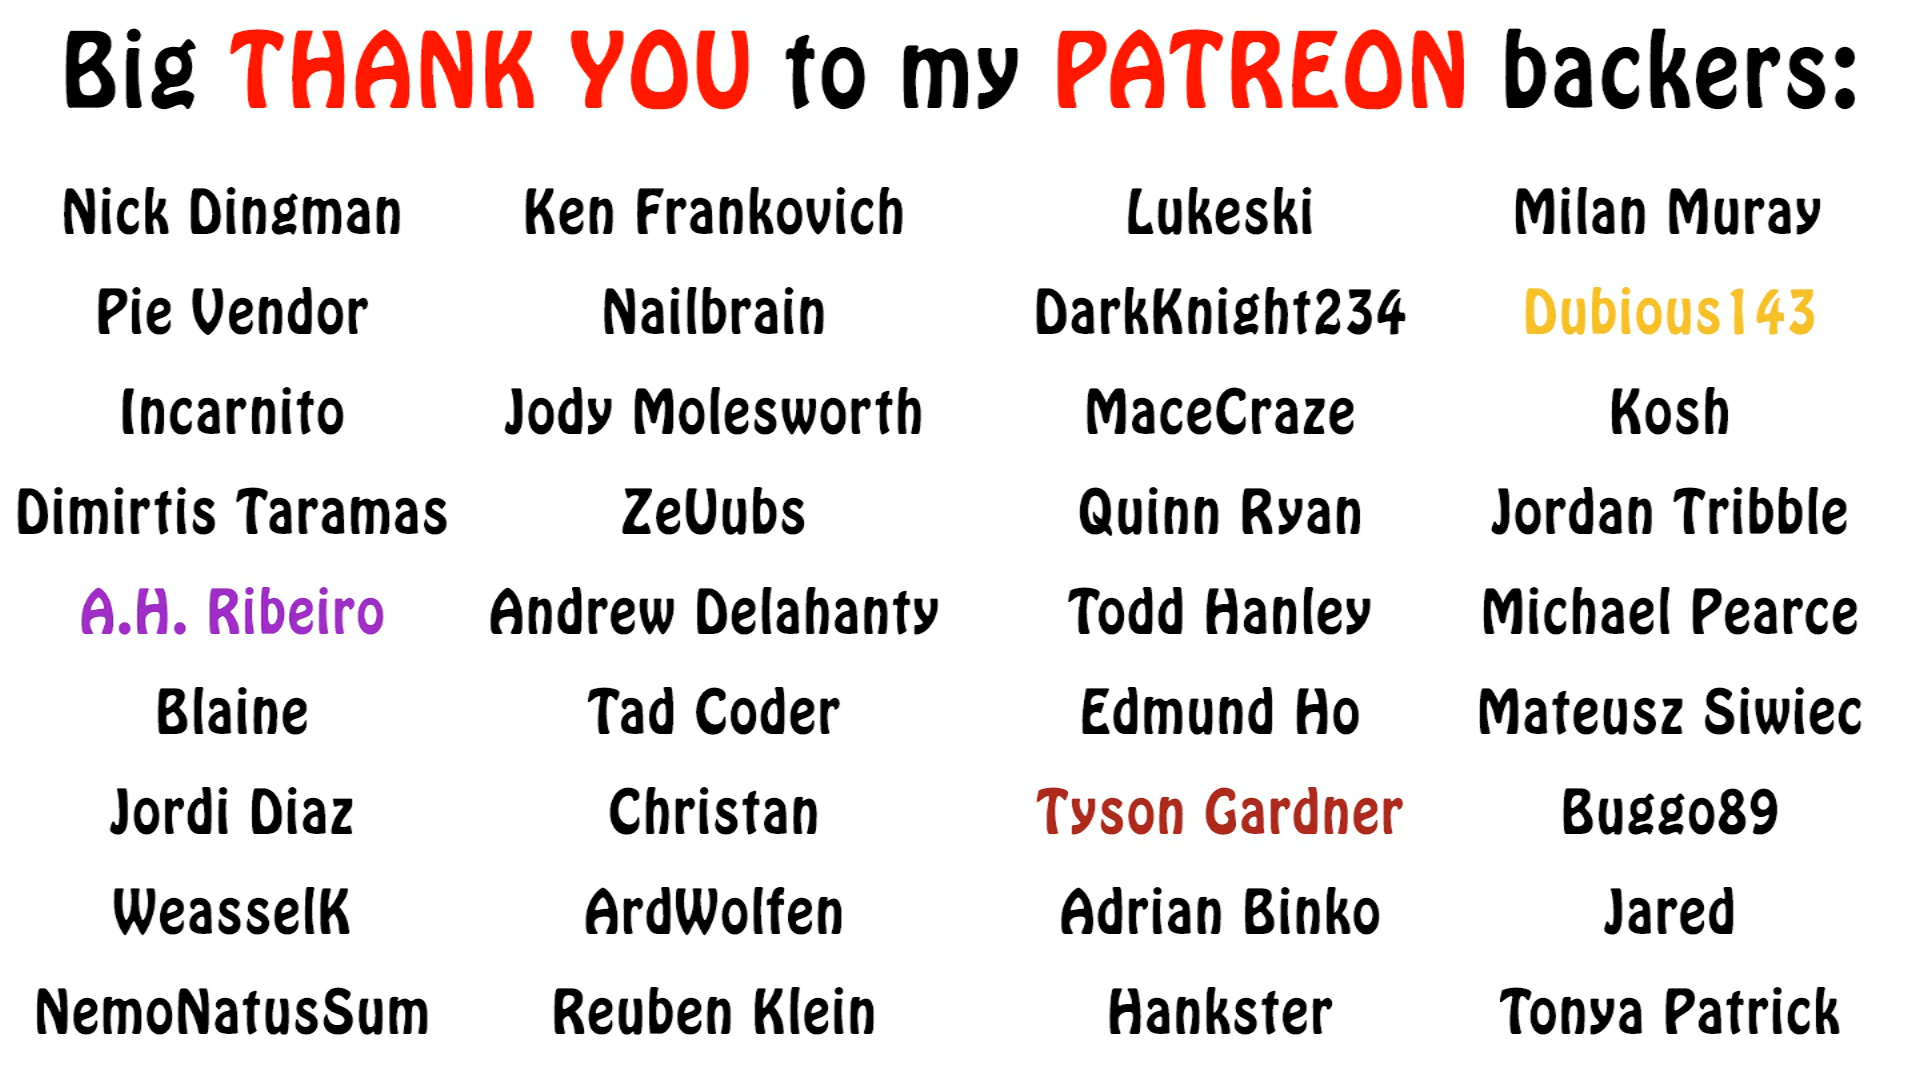 Big THANK YOU to my PATREON backers:
Nick Dingman Ken Frankovich Lukeski Milan Muray
Pie Vendor Nailbrain DarkKnight234 Dubious143
Incarnito Jody Molesworth MaceCraze Kosh
Dimirtis Taramas ZeUubs Quinn Ryan Jordan Tribble
A.H. Ribeiro Andrew Delahanty Todd Hanley Michael Pearce
Blaine Tad Coder Edmund Ho Mateusz Siwiec
Jordi Diaz Christan Tyson Gardner Buggo89
WeasselK ArdWolfen Adrian Binko Jared
NemoNatusSum Reuben Klein Hankster Tonya Patrick